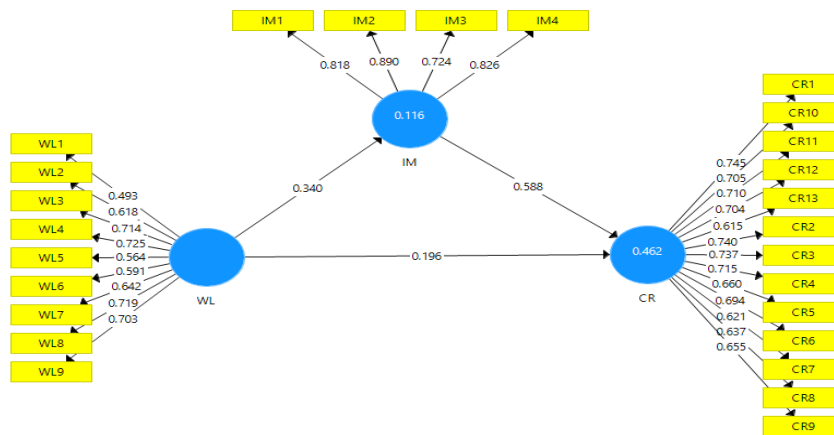 IM1 IM2 IM3 IM4
0.818 0.890 0.724 0.826
0.116
IM
WL1
WL2
WL3
WL4
WL5
WL6
WL7
WL8
WL9
0.493
0.618
0.714
0.725
0.564
0.591
0.642
0.719
0.703
WL
0.340
0.588
0.196
0.462
CR
0.745
0.705
0.710
0.704
0.615
0.740
0.737
0.715
0.660
0.694
0.621
0.637
0.655
CR1
CR10
CR11
CR12
CR13
CR2
CR3
CR4
CR5
CR6
CR7
CR8
CR9